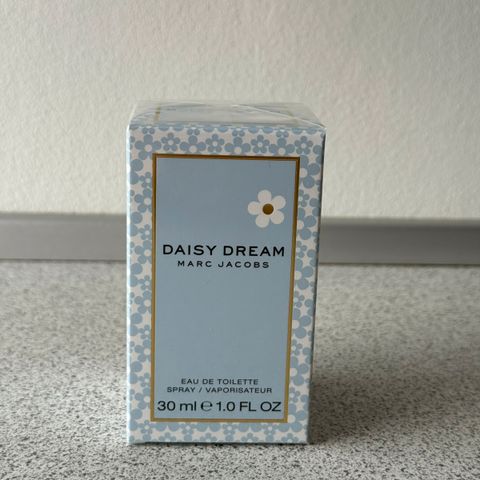 DAISY DREAM
MARC JACOBS
EAU DE TOILETTE
SPRAY / VAPORISATEUR
30 ml ℮ 1.0 FL OZ